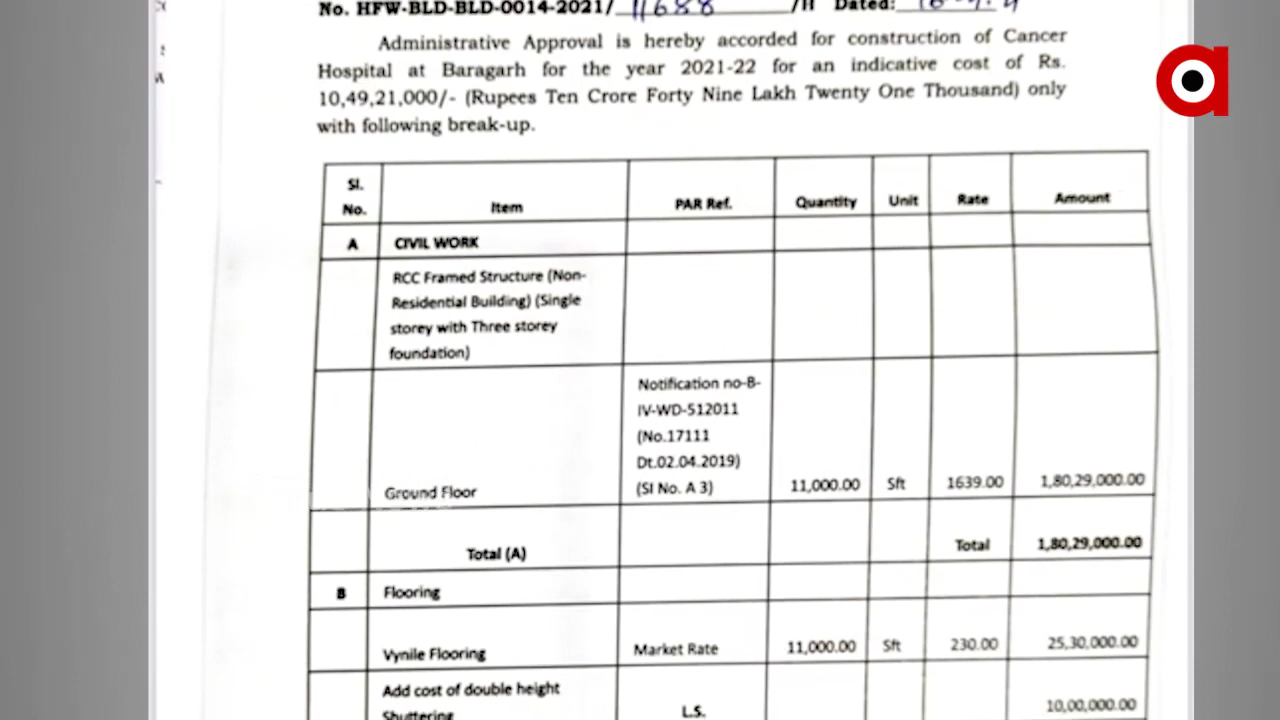 No. HFW-BLD-BLD-0014-2021/ 11688 /H Dated:
Administrative Approval is hereby accorded for construction of Cancer
Hospital at Baragarh for the year 2021-22 for an indicative cost of Rs.
10,49,21,000/- (Rupees Ten Crore Forty Nine Lakh Twenty One Thousand) only
with following break-up.
Sl. No. Item PAR Ref. Quantity Unit Rate Amount
A CIVIL WORK
RCC Framed Structure (Non-
Residential Building) (Single
storey with Three storey
foundation)
Notification no-B-
IV-WD-512011
(No.17111
Dt.02.04.2019)
Ground Floor (SI No. A 3) 11,000.00 Sft 1639.00 1,80,29,000.00
Total (A) Total 1,80,29,000.00
B Flooring
Vynile Flooring Market Rate 11,000.00 Sft 230.00 25,30,000.00
Add cost of double height
Shuttering L.S. 10,00,000.00